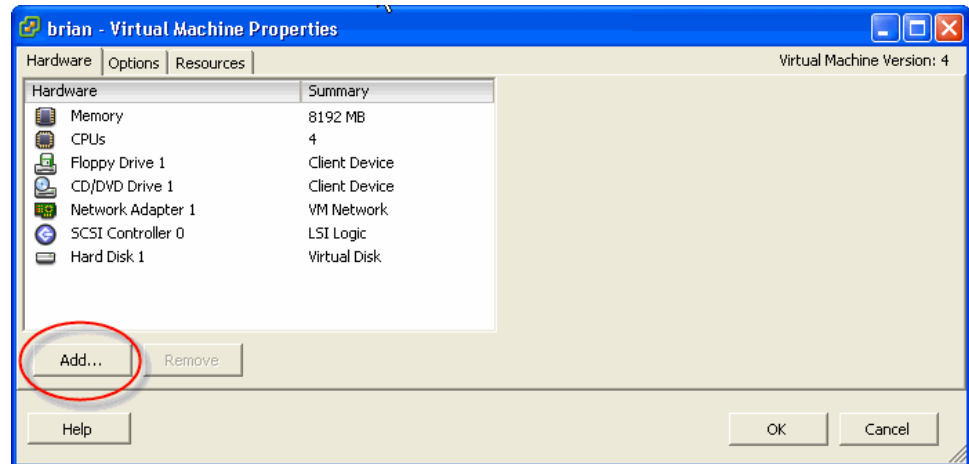 brian - Virtual Machine Properties
Hardware Options Resources Virtual Machine Version: 4
Hardware Summary
Memory 8192 MB
CPUs 4
Floppy Drive 1 Client Device
CD/DVD Drive 1 Client Device
Network Adapter 1 VM Network
SCSI Controller 0 LSI Logic
Hard Disk 1 Virtual Disk
Add... Remove
Help OK Cancel